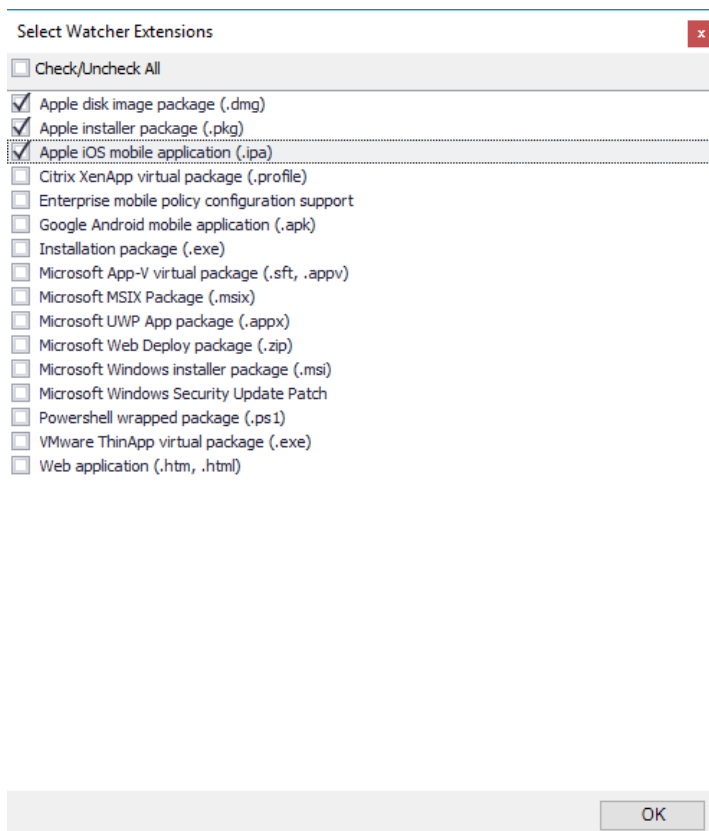 Select Watcher Extensions
x
Check/Uncheck All
Apple disk image package (.dmg)
Apple installer package (.pkg)
Apple iOS mobile application (.ipa)
Citrix XenApp virtual package (.profile)
Enterprise mobile policy configuration support
Google Android mobile application (.apk)
Installation package (.exe)
Microsoft App-V virtual package (.sft, .appv)
Microsoft MSIX Package (.msix)
Microsoft UWP App package (.appx)
Microsoft Web Deploy package (.zip)
Microsoft Windows installer package (.msi)
Microsoft Windows Security Update Patch
Powershell wrapped package (.ps1)
VMware ThinApp virtual package (.exe)
Web application (.htm, .html)
OK